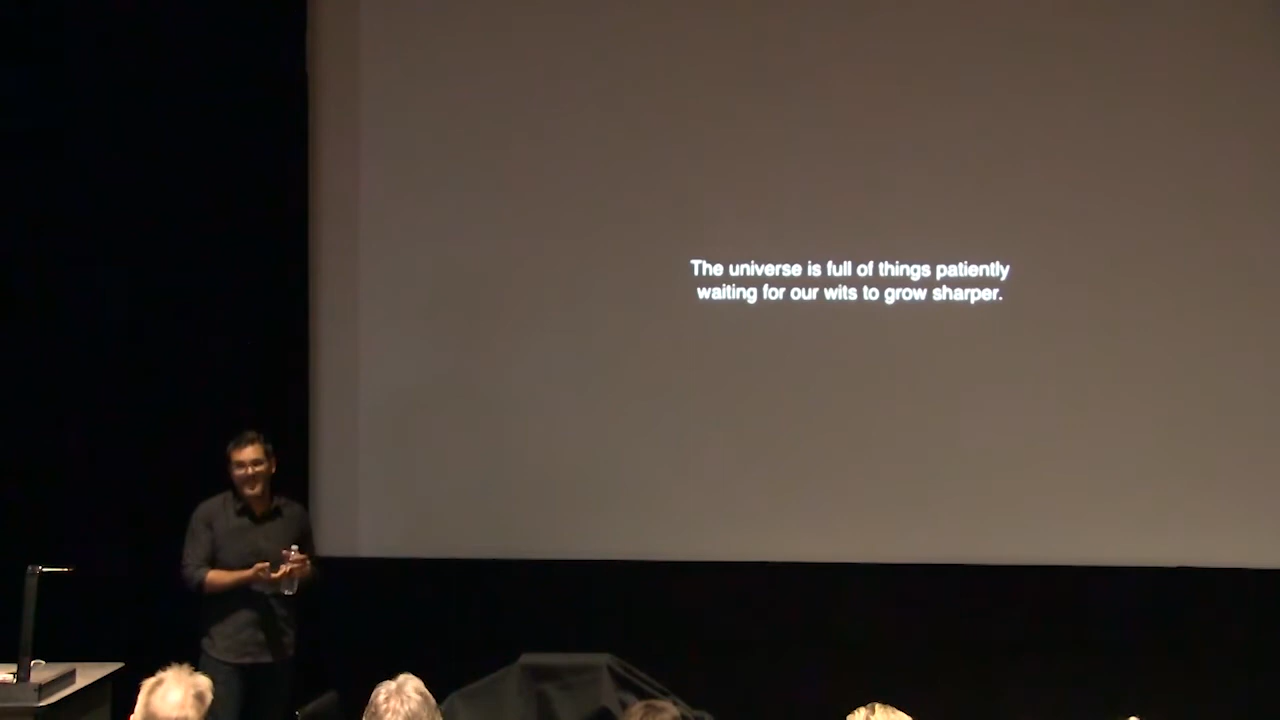 The universe is full of things patiently
waiting for our wits to grow sharper.